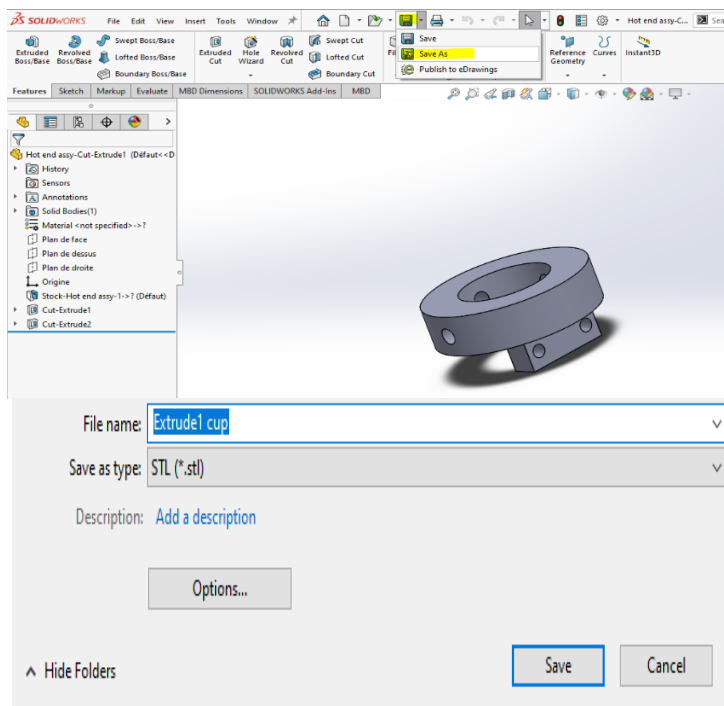 SOLIDWORKS File Edit View Insert Tools Window Hot end assy-C... Sea
Extruded Boss/Base
Revolved Boss/Base
Swept Boss/Base
Lofted Boss/Base
Boundary Boss/Base
Extruded Cut
Hole Wizard
Revolved Cut
Swept Cut
Lofted Cut
Boundary Cut
Fil
Save
Save As
Publish to eDrawings
Reference Geometry
Curves
Instant3D
Features Sketch Markup Evaluate MBD Dimensions SOLIDWORKS Add-Ins MBD
Hot end assy-Cut-Extrude1 (Défaut<<D
History
Sensors
Annotations
Solid Bodies(1)
Material <not specified>->?
Plan de face
Plan de dessus
Plan de droite
Origine
Stock-Hot end assy-1->? (Défaut)
Cut-Extrude1
Cut-Extrude2
File name: Extrude1 cup
Save as type: STL (*.stl)
Description: Add a description
Options...
Hide Folders Save Cancel